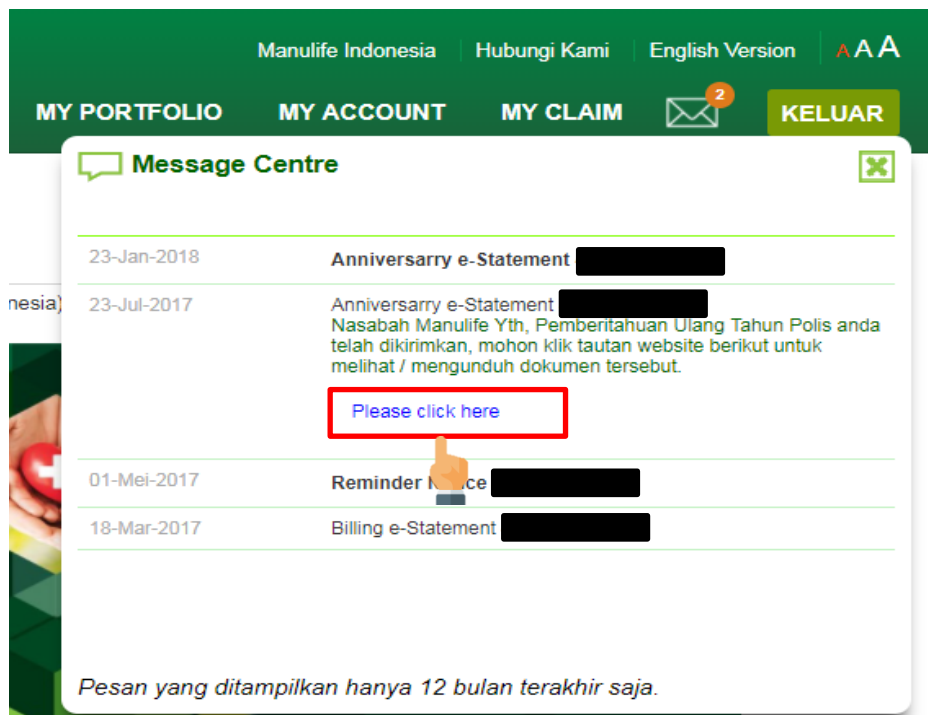 Manulife Indonesia Hubungi Kami English Version A A A
MY PORTFOLIO MY ACCOUNT MY CLAIM 2 KELUAR
Message Centre
23-Jan-2018 Anniversarry e-Statement
nesia) 23-Jul-2017 Anniversarry e-Statement
Nasabah Manulife Yth, Pemberitahuan Ulang Tahun Polis anda
telah dikirimkan, mohon klik tautan website berikut untuk
melihat / mengunduh dokumen tersebut.
Please click here
01-Mei-2017 Reminder
18-Mar-2017 Billing e-Statement
Pesan yang ditampilkan hanya 12 bulan terakhir saja.